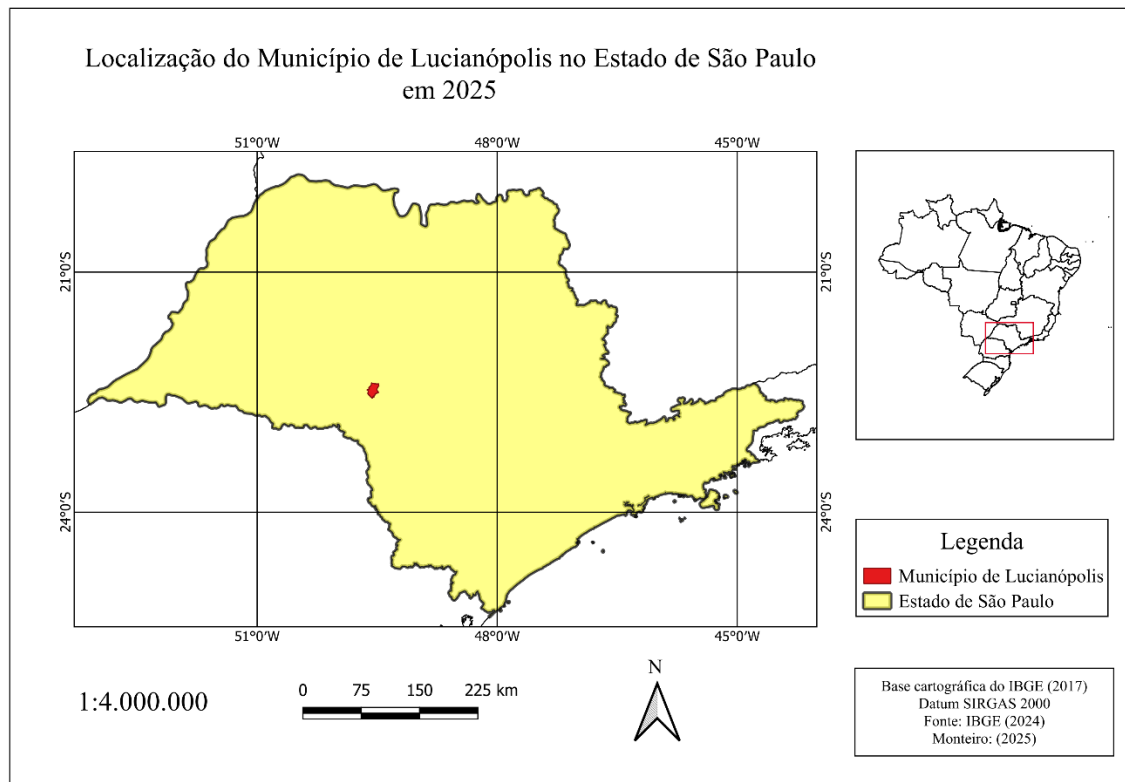 Localização do Município de Lucianópolis no Estado de São Paulo
em 2025
51°0'W
48°0'W
45°0'W
21°0'S
21°0'S
24°0'S
24°0'S
51°0'W
48°0'W
45°0'W
Legenda
Município de Lucianópolis
Estado de São Paulo
1:4.000.000
0 75 150 225 km
N
Base cartográfica do IBGE (2017)
Datum SIRGAS 2000
Fonte: IBGE (2024)
Monteiro: (2025)